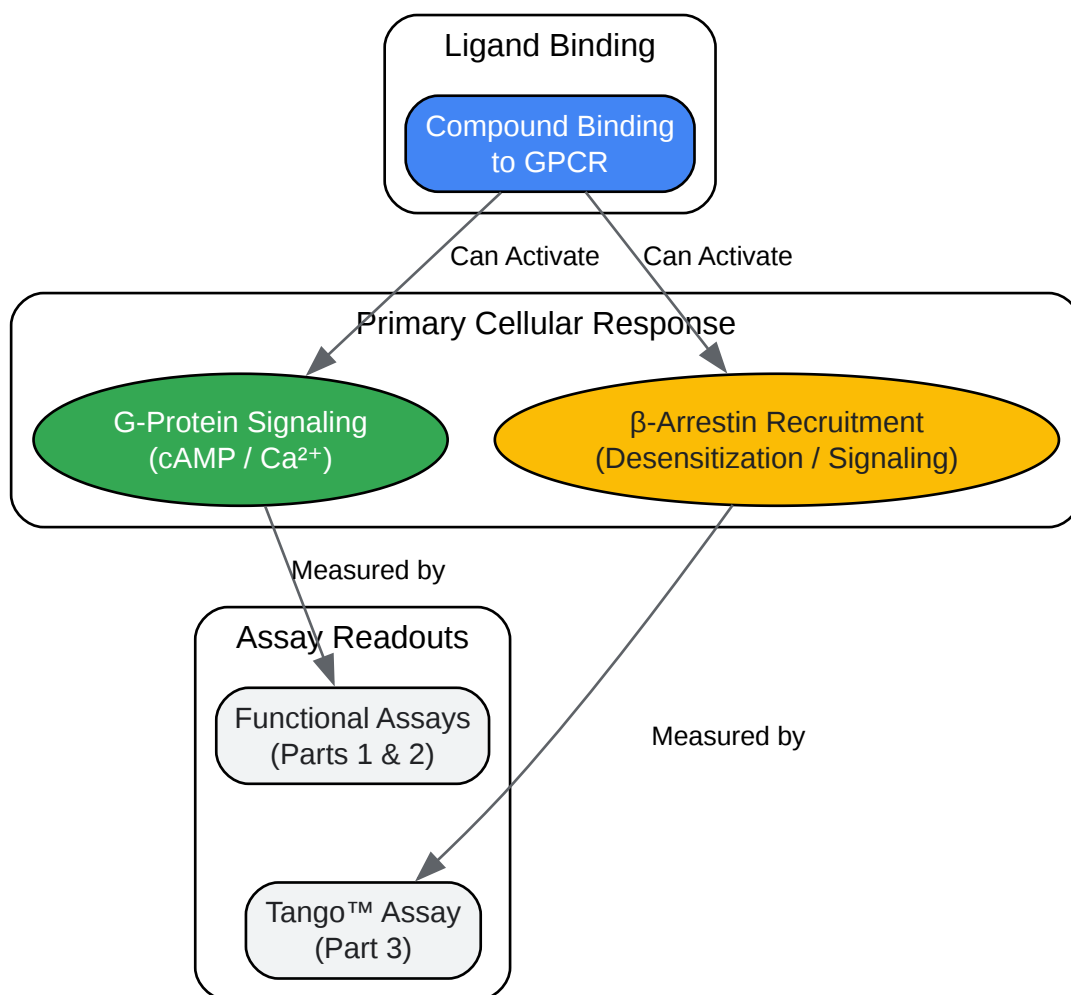 Ligand Binding
Compound Binding
to GPCR
Can Activate
Can Activate
Primary Cellular Response
G-Protein Signaling
(cAMP / Ca²⁺)
β-Arrestin Recruitment
(Desensitization / Signaling)
Measured by
Assay Readouts
Functional Assays
(Parts 1 & 2)
Measured by
Tango™ Assay
(Part 3)